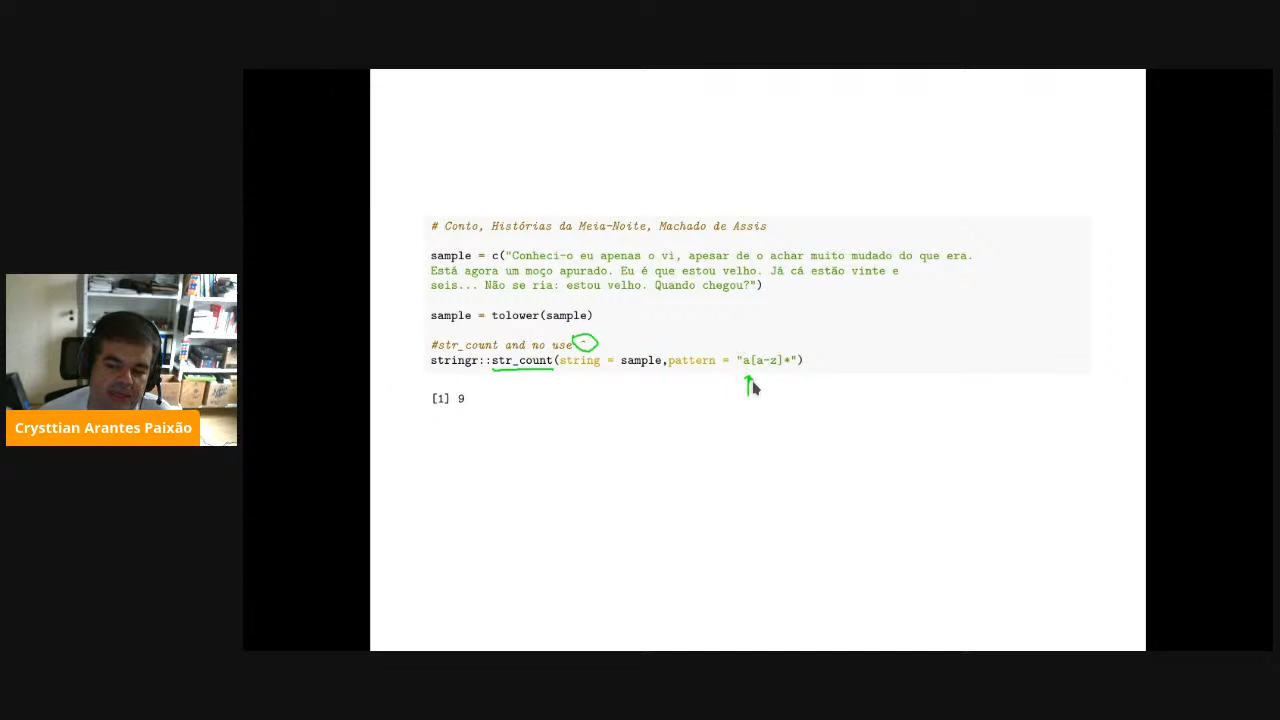 # Conto, Histórias da Meia-Noite, Machado de Assis
sample = c("Conheci-o eu apenas o vi, apesar de o achar muito mudado do que era.
Está agora um moço apurado. Eu é que estou velho. Já cá estão vinte e
seis... Não se ria: estou velho. Quando chegou?")
sample = tolower(sample)
#str_count and no use ^
stringr::str_count(string = sample,pattern = "a[a-z]*")
[1] 9
Crysttian Arantes Paixão